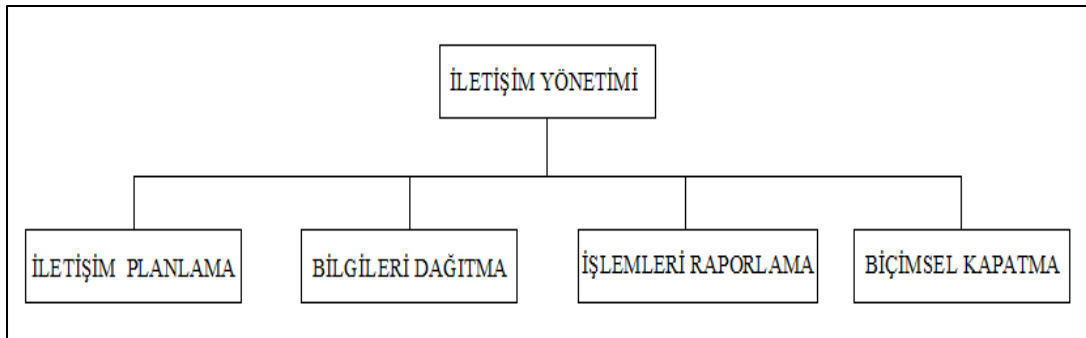 İLETİŞİM YÖNETİMİ
İLETİŞİM PLANLAMA
BİLGİLERİ DAĞITMA
İŞLEMLERİ RAPORLAMA
BİÇİMSEL KAPATMA